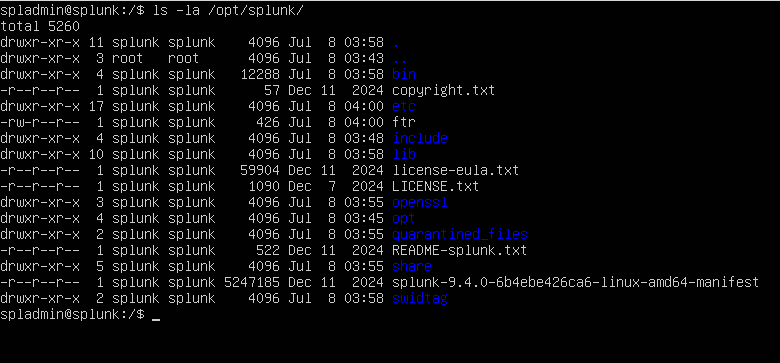 spladmin@splunk:/$ ls -la /opt/splunk/
total 5260
drwxr-xr-x 11 splunk splunk    4096 Jul  8 03:58 .
drwxr-xr-x  3 root   root      4096 Jul  8 03:43 ..
drwxr-xr-x  4 splunk splunk   12288 Jul  8 03:58 bin
-r--r--r--  1 splunk splunk      57 Dec 11  2024 copyright.txt
drwxr-xr-x 17 splunk splunk    4096 Jul  8 04:00 etc
-rw-r--r--  1 splunk splunk     426 Jul  8 04:00 ftr
drwxr-xr-x  4 splunk splunk    4096 Jul  8 03:48 include
drwxr-xr-x 10 splunk splunk    4096 Jul  8 03:58 lib
-r--r--r--  1 splunk splunk   59904 Dec 11  2024 license-eula.txt
-r--r--r--  1 splunk splunk    1090 Dec  7  2024 LICENSE.txt
drwxr-xr-x  3 splunk splunk    4096 Jul  8 03:55 openssl
drwxr-xr-x  4 splunk splunk    4096 Jul  8 03:45 opt
drwxr-xr-x  2 splunk splunk    4096 Jul  8 03:55 quarantined_files
-r--r--r--  1 splunk splunk     522 Dec 11  2024 README-splunk.txt
drwxr-xr-x  5 splunk splunk    4096 Jul  8 03:55 share
-r--r--r--  1 splunk splunk 5247185 Dec 11  2024 splunk-9.4.0-6b4ebe426ca6-linux-amd64-manifest
drwxr-xr-x  2 splunk splunk    4096 Jul  8 03:58 swidtag
spladmin@splunk:/$ _